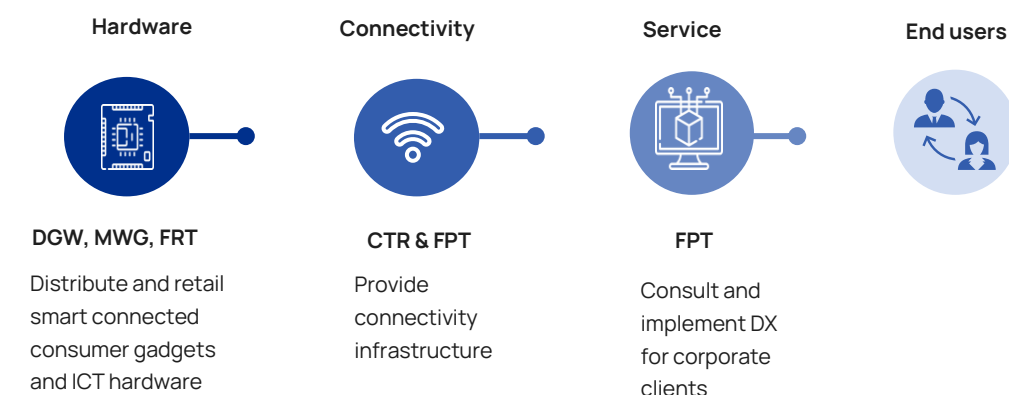 Hardware
Connectivity
Service
End users
DGW, MWG, FRT
Distribute and retail
smart connected
consumer gadgets
and ICT hardware
CTR & FPT
Provide
connectivity
infrastructure
FPT
Consult and
implement DX
for corporate
clients